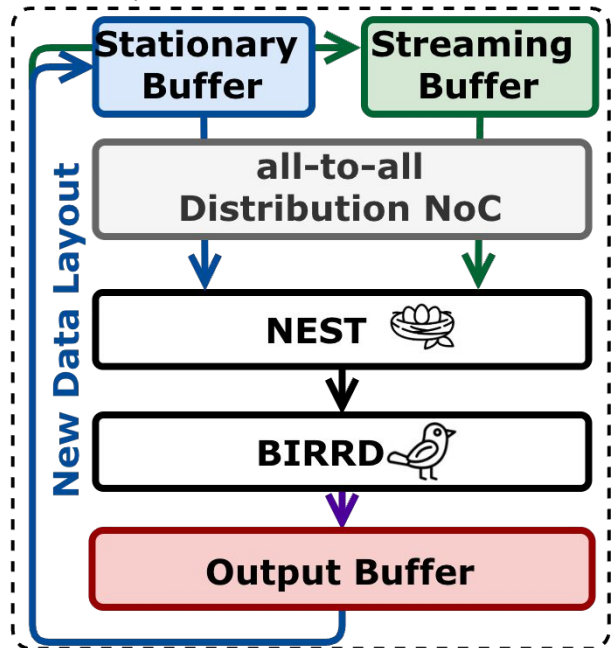 Stationary
Buffer
Streaming
Buffer
all-to-all
Distribution NoC
New Data Layout
NEST
BIRRD
Output Buffer